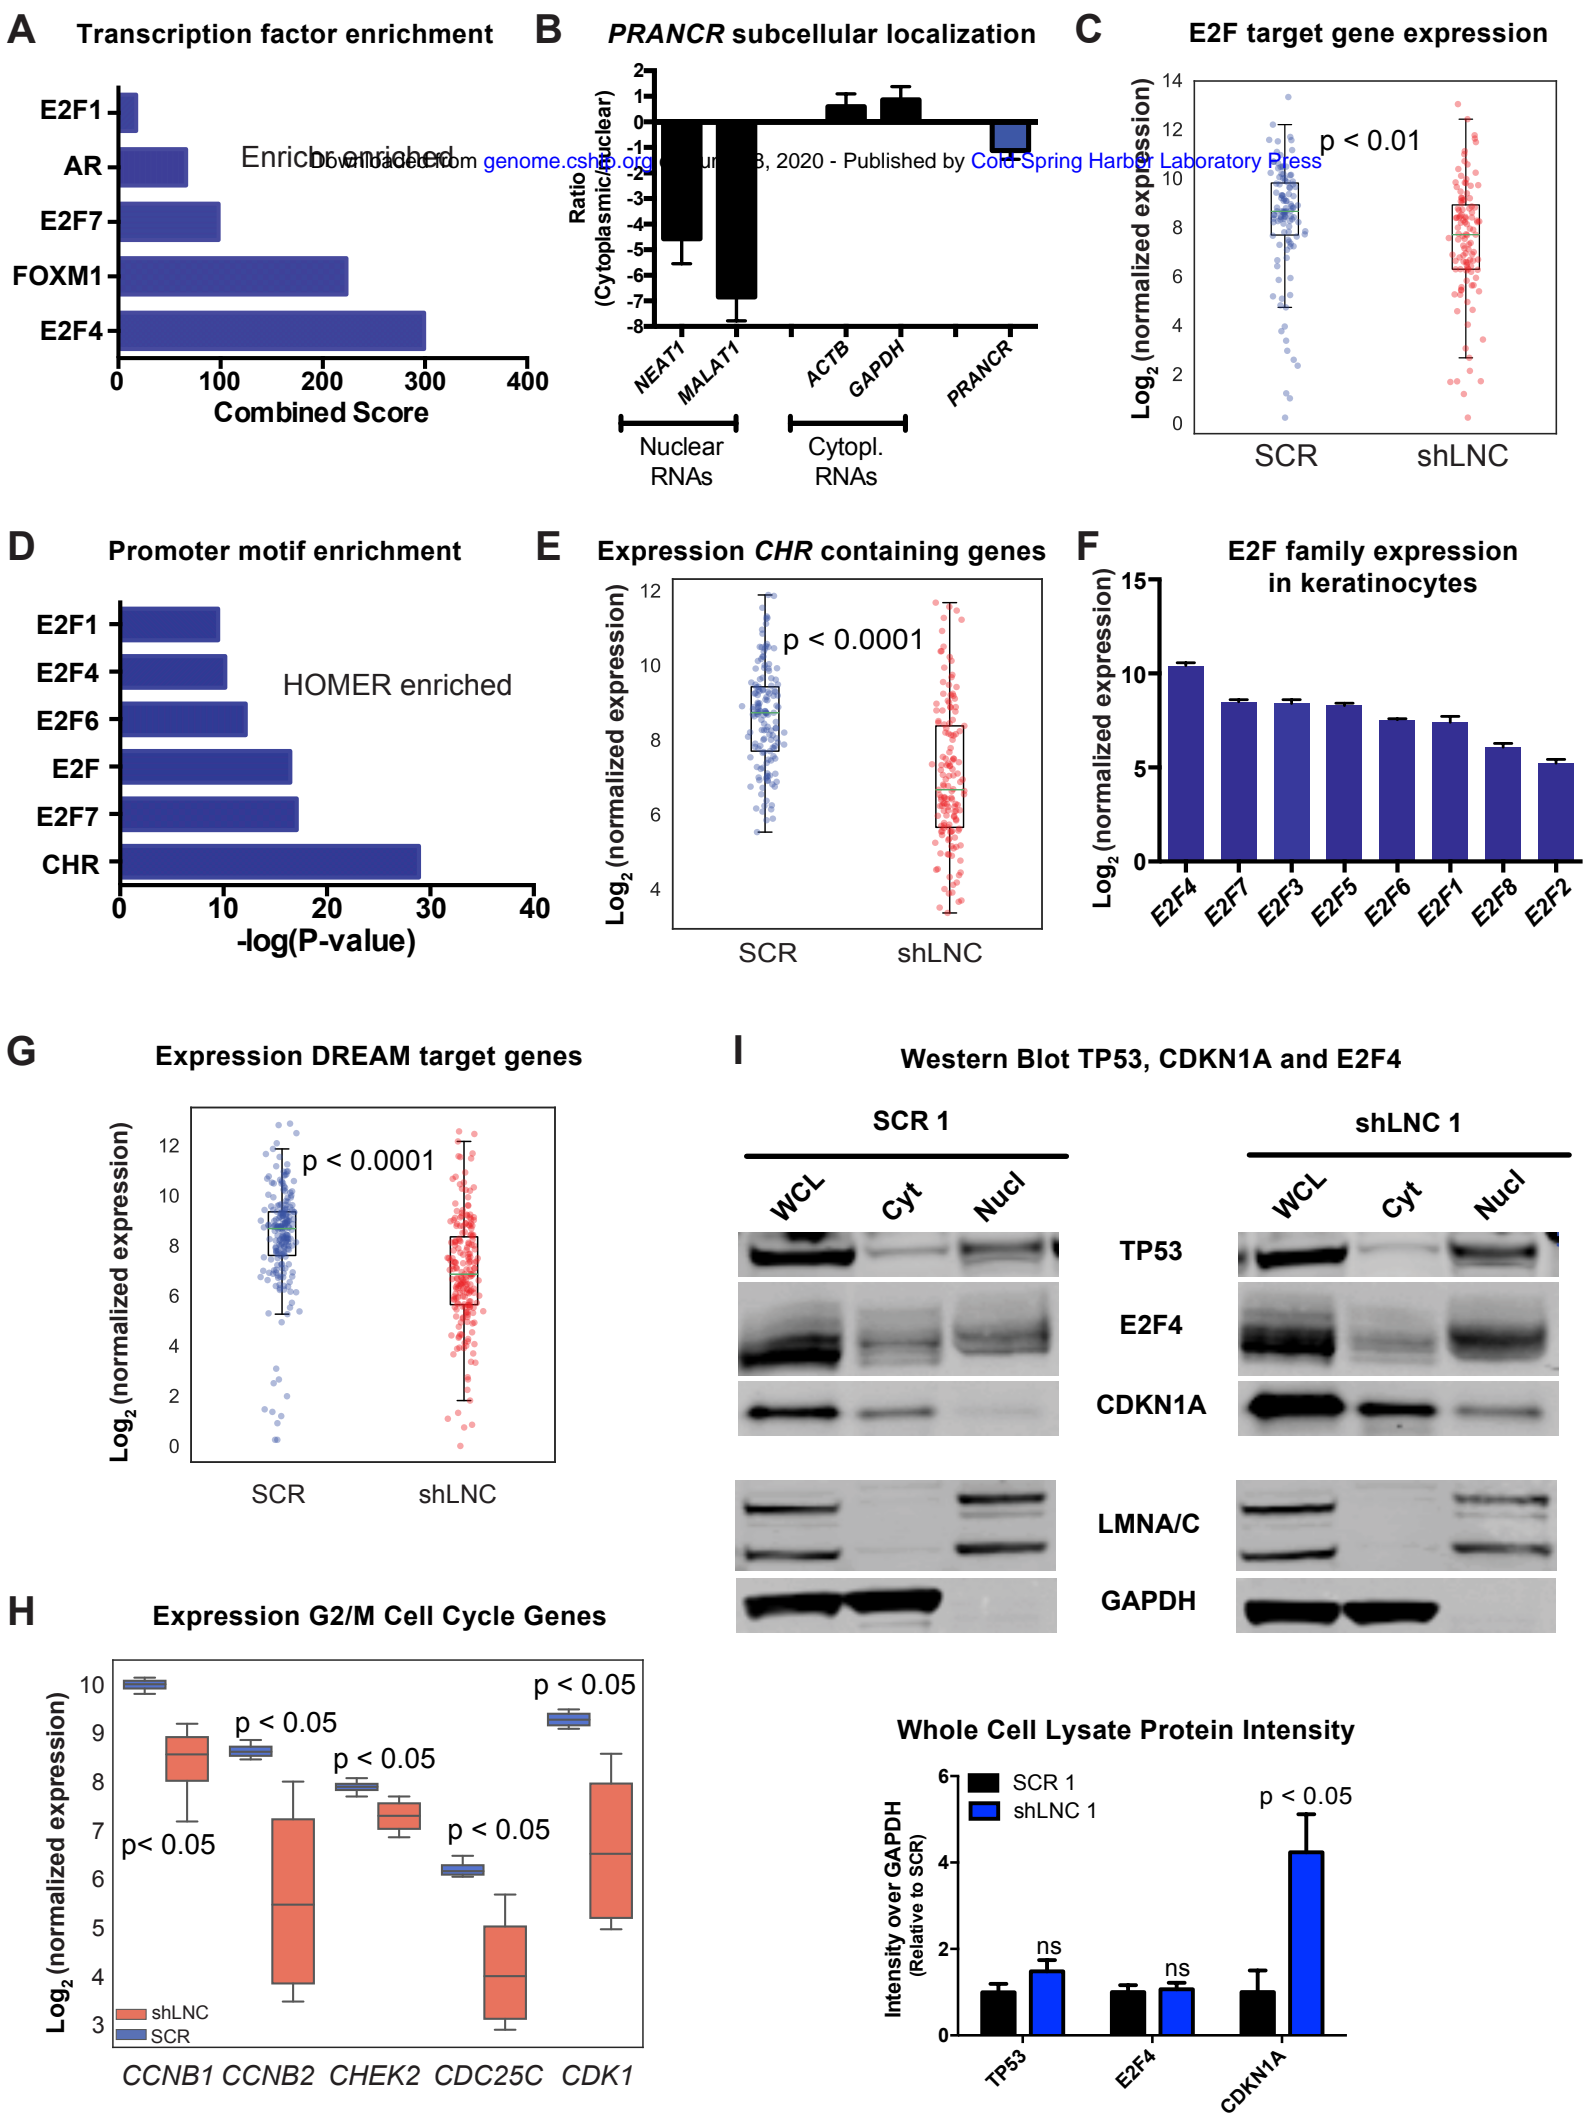 A
Transcription factor enrichment
E2F1
AR
E2F7
FOXM1
E2F4
Enrichr enriched
0
100
200
300
400
Combined Score
B
PRANCR subcellular localization
Ratio
(Cytoplasmic/nuclear)
2
1
0
-1
-2
-3
-4
-5
-6
-7
-8
NEAT1
MALAT1
ACTB
GAPDH
PRANCR
Nuclear
RNAs
Cytopl.
RNAs
Downloaded from genome.cshlp.org 3, 2020 - Published by Cold Spring Harbor Laboratory Press
C
E2F target gene expression
Log2 (normalized expression)
14
12
10
8
6
4
2
0
p < 0.01
SCR
shLNC
D
Promoter motif enrichment
E2F1
E2F4
E2F6
E2F
E2F7
CHR
HOMER enriched
0
10
20
30
40
-log(P-value)
E
Expression CHR containing genes
Log2 (normalized expression)
12
10
8
6
4
p < 0.0001
SCR
shLNC
F
E2F family expression
in keratinocytes
Log2 (normalized expression)
15
10
5
0
E2F4
E2F7
E2F3
E2F5
E2F6
E2F1
E2F8
E2F2
G
Expression DREAM target genes
Log2 (normalized expression)
12
10
8
6
4
2
0
p < 0.0001
SCR
shLNC
I
Western Blot TP53, CDKN1A and E2F4
SCR 1
shLNC 1
WCL
Cyt
Nucl
WCL
Cyt
Nucl
TP53
E2F4
CDKN1A
LMNA/C
GAPDH
H
Expression G2/M Cell Cycle Genes
Log2 (normalized expression)
10
9
8
7
6
5
4
3
p< 0.05
p < 0.05
p < 0.05
p < 0.05
p < 0.05
shLNC
SCR
CCNB1
CCNB2
CHEK2
CDC25C
CDK1
Whole Cell Lysate Protein Intensity
Intensity over GAPDH
(Relative to SCR)
6
4
2
0
SCR 1
shLNC 1
ns
ns
p < 0.05
TP53
E2F4
CDKN1A